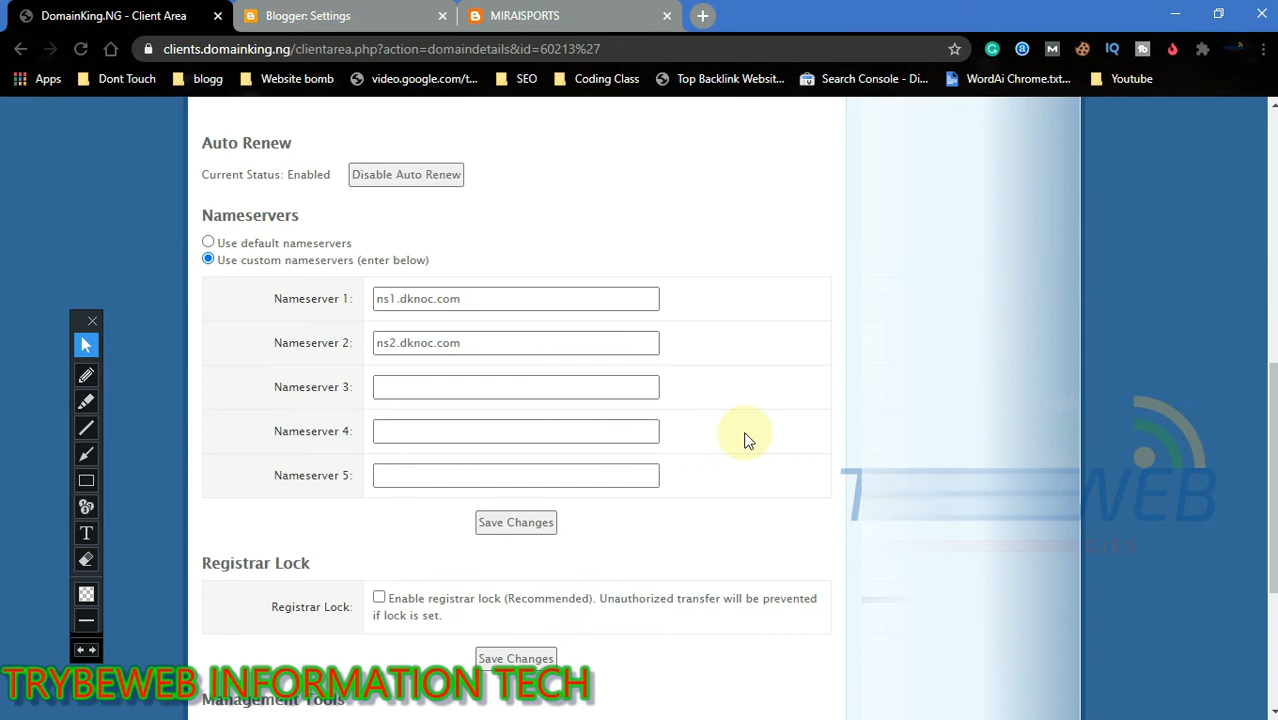 DomainKing.NG - Client Area
Blogger: Settings
MIRAISPORTS
clients.domainking.ng/clientarea.php?action=domaindetails&id=60213%27
Apps
Dont Touch
blogg
Website bomb
video.google.com/t...
SEO
Coding Class
Top Backlink Websit...
Search Console - Di...
WordAi Chrome.txt...
Youtube
Auto Renew
Current Status: Enabled
Disable Auto Renew
Nameservers
Use default nameservers
Use custom nameservers (enter below)
Nameserver 1: ns1.dknoc.com
Nameserver 2: ns2.dknoc.com
Nameserver 3:
Nameserver 4:
Nameserver 5:
Save Changes
Registrar Lock
Registrar Lock: Enable registrar lock (Recommended). Unauthorized transfer will be prevented
if lock is set.
Save Changes
TRYBEWEB INFORMATION TECH
Management Tools